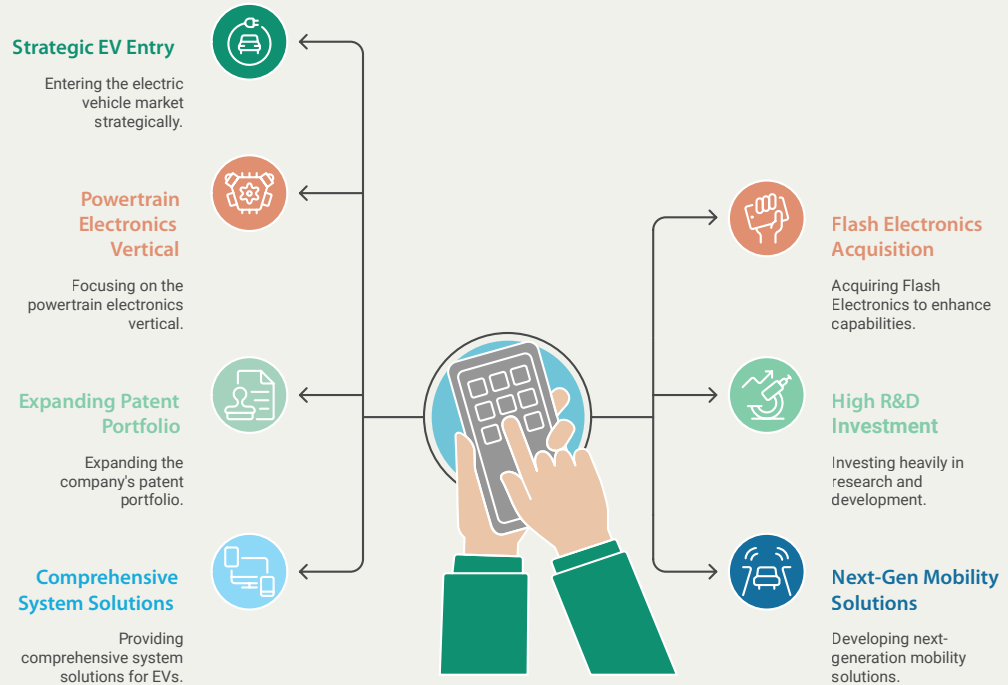 Strategic EV Entry
Entering the electric
vehicle market
strategically.
Powertrain
Electronics
Vertical
Focusing on the
powertrain electronics
vertical.
Expanding Patent
Portfolio
Expanding the
company's patent
portfolio.
Comprehensive
System Solutions
Providing
comprehensive system
solutions for EVs.
Flash Electronics
Acquisition
Acquiring Flash
Electronics to enhance
capabilities.
High R&D
Investment
Investing heavily in
research and
development.
Next-Gen Mobility
Solutions
Developing next-
generation mobility
solutions.